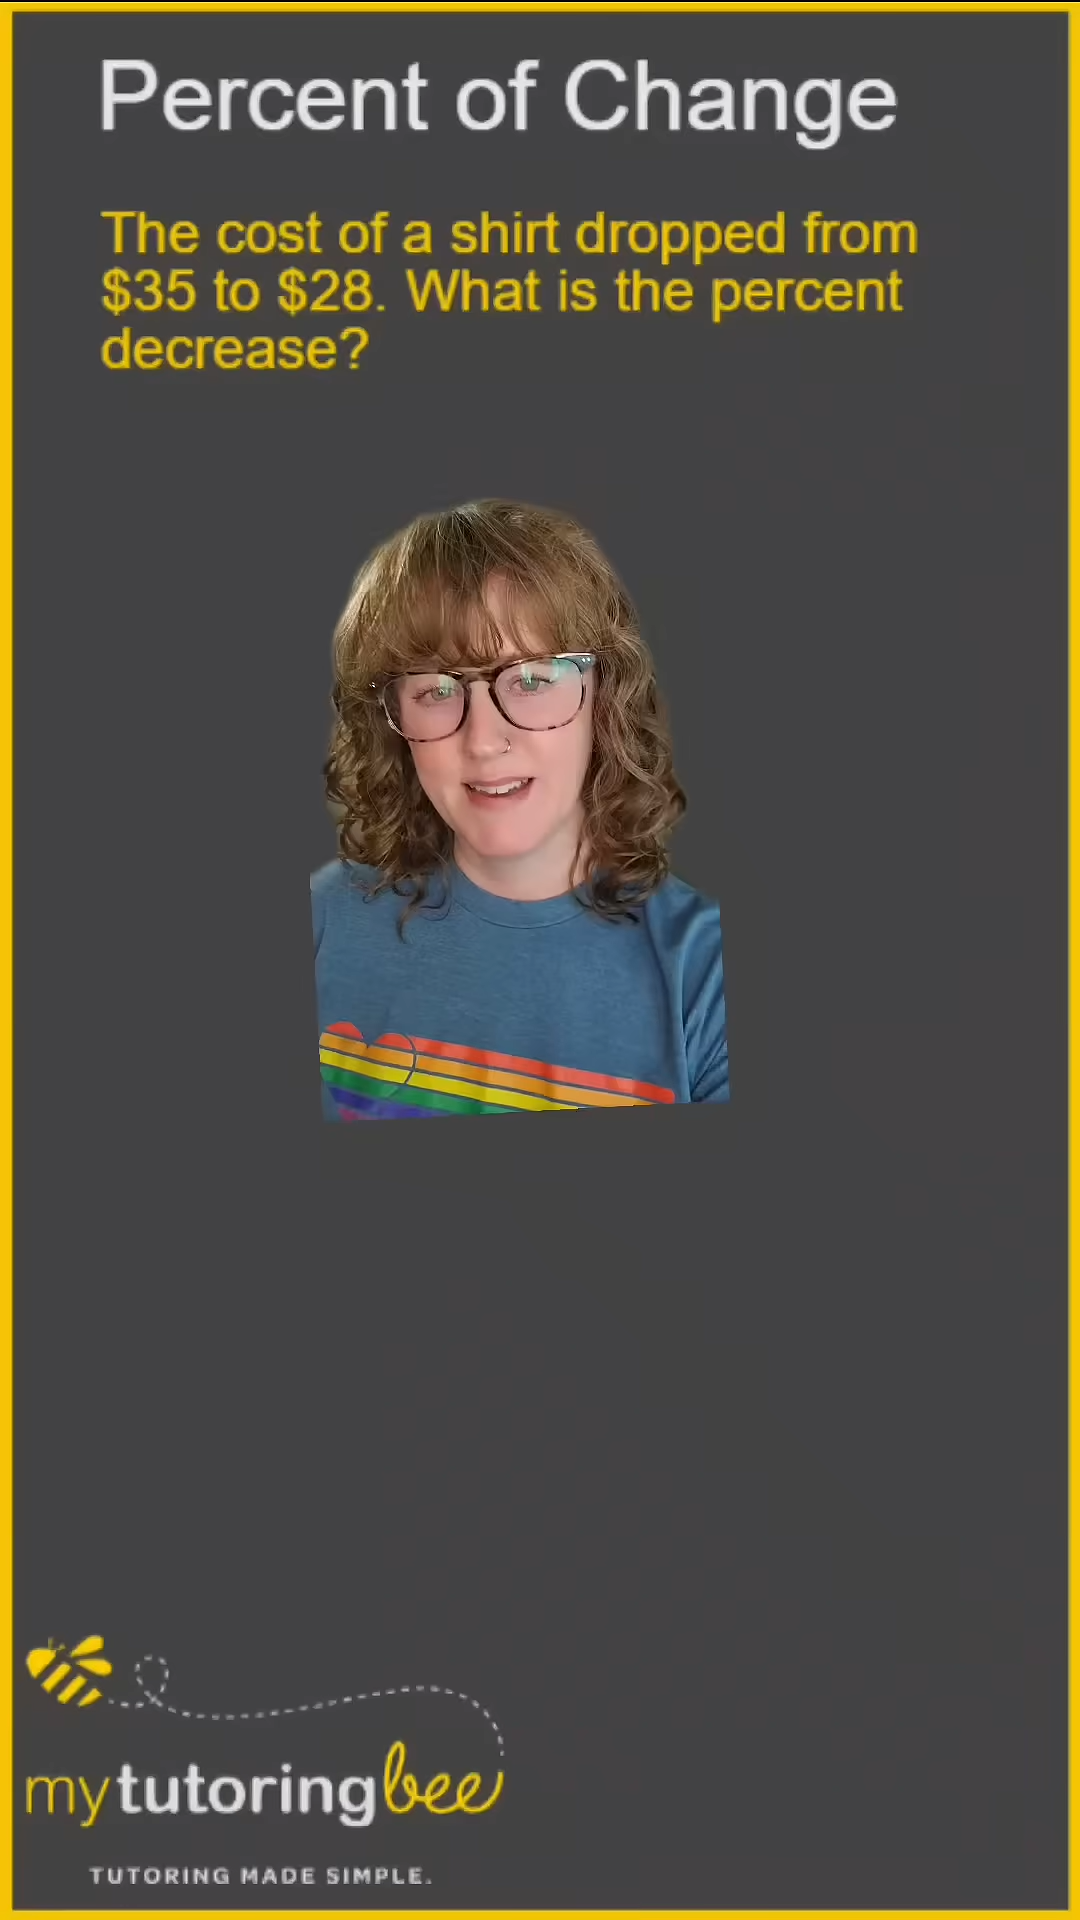 Percent of Change
The cost of a shirt dropped from
$35 to $28. What is the percent
decrease?
mytutoringbee
TUTORING MADE SIMPLE.